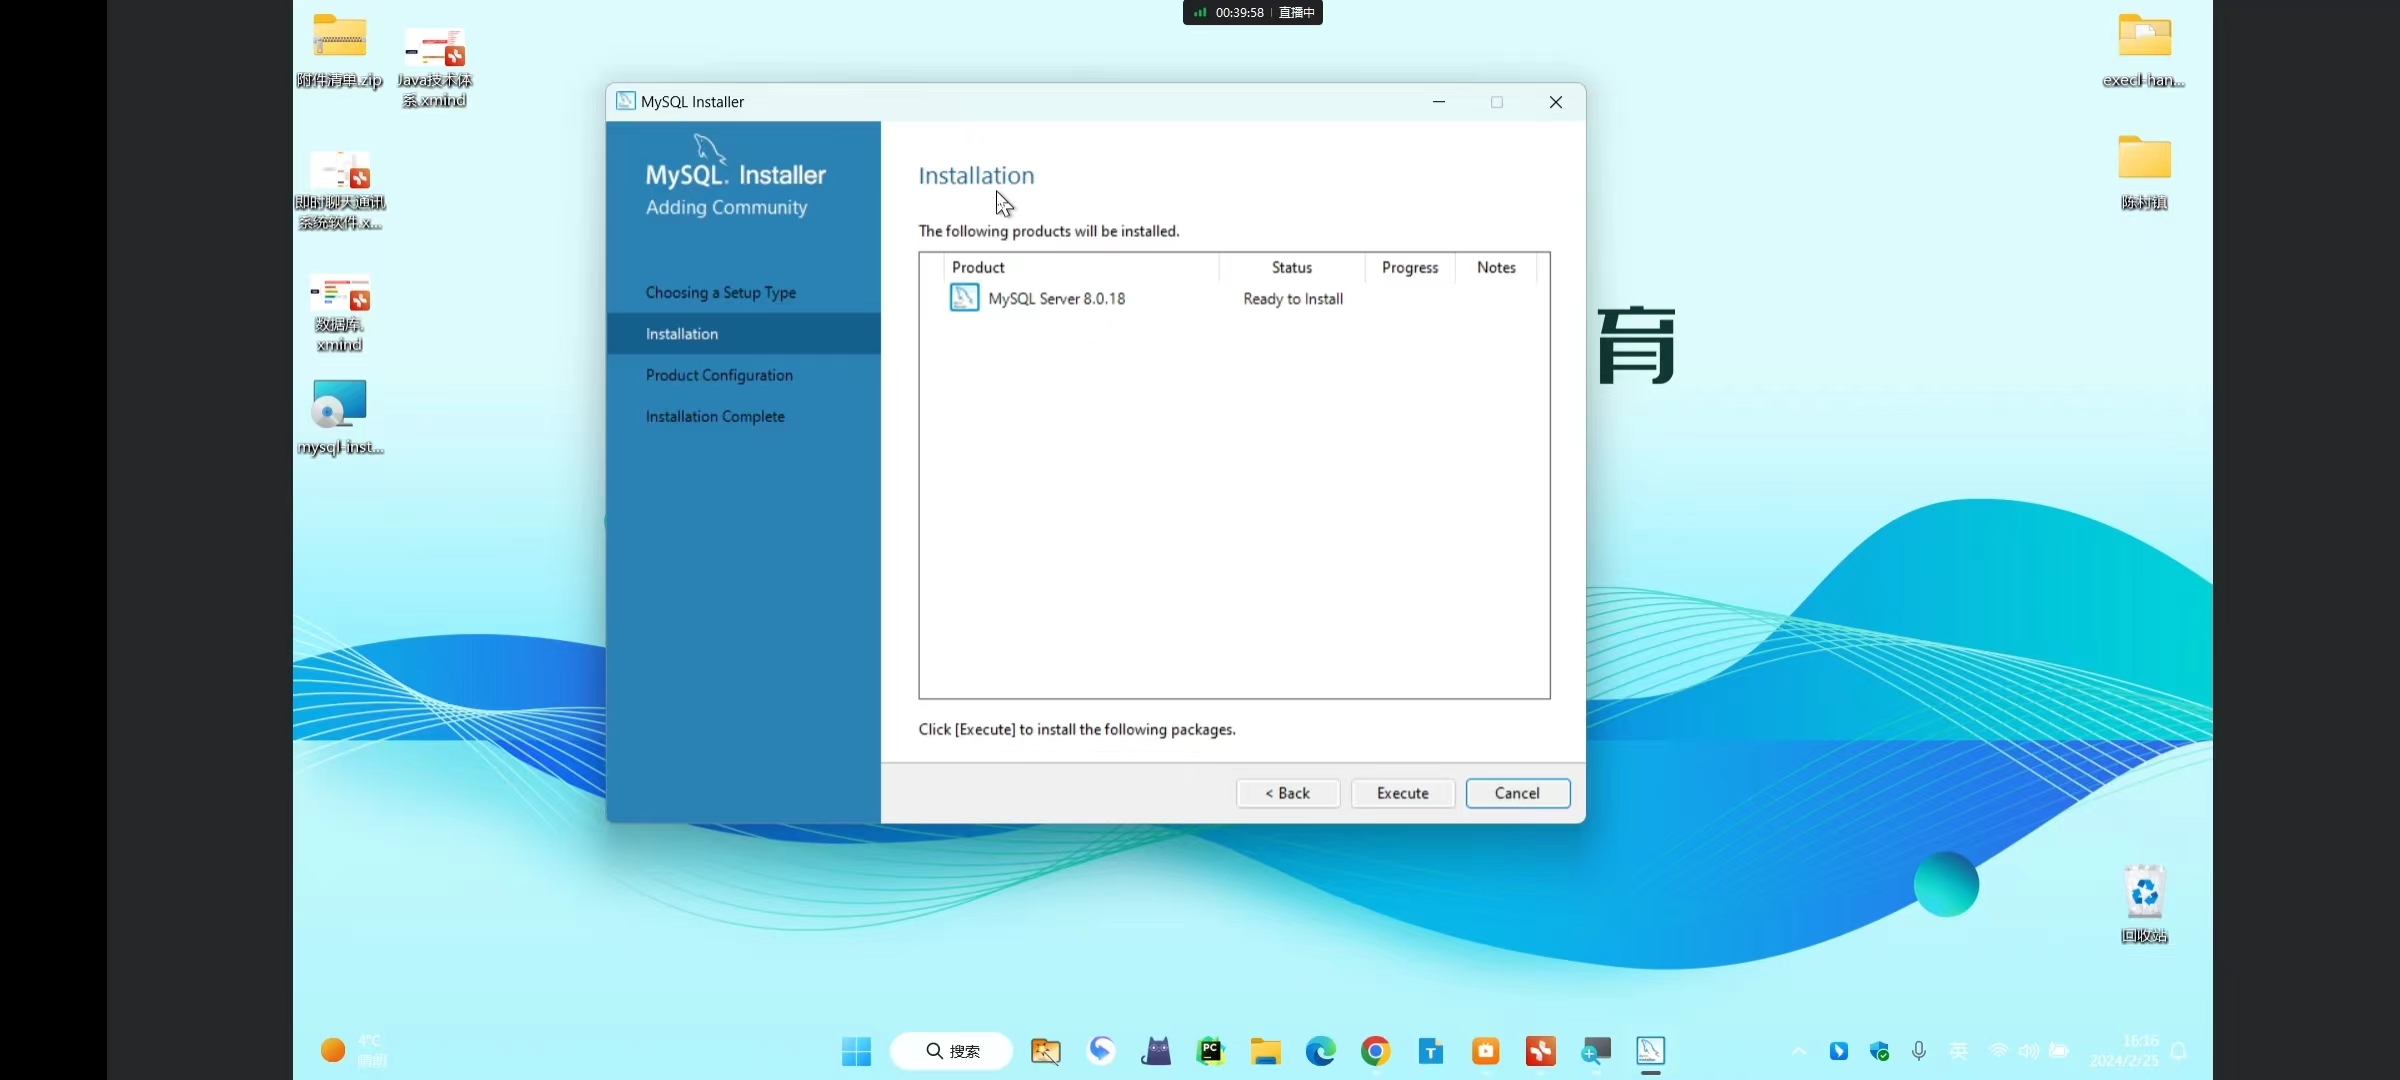 00:39:58 | 直播中
附件清单.zip
Java技术体
系.xmind
即时聊天通讯
系统软件.x...
数据库.
xmind
mysql-inst...
execl-han...
陈村镇
回收站
育
MySQL Installer
MySQL. Installer
Adding Community
Choosing a Setup Type
Installation
Product Configuration
Installation Complete
Installation
The following products will be installed.
Product Status Progress Notes
MySQL Server 8.0.18 Ready to Install
Click [Execute] to install the following packages.
< Back Execute Cancel
4°C
晴朗
搜索
PC
T
英
16:16
2024/2/25